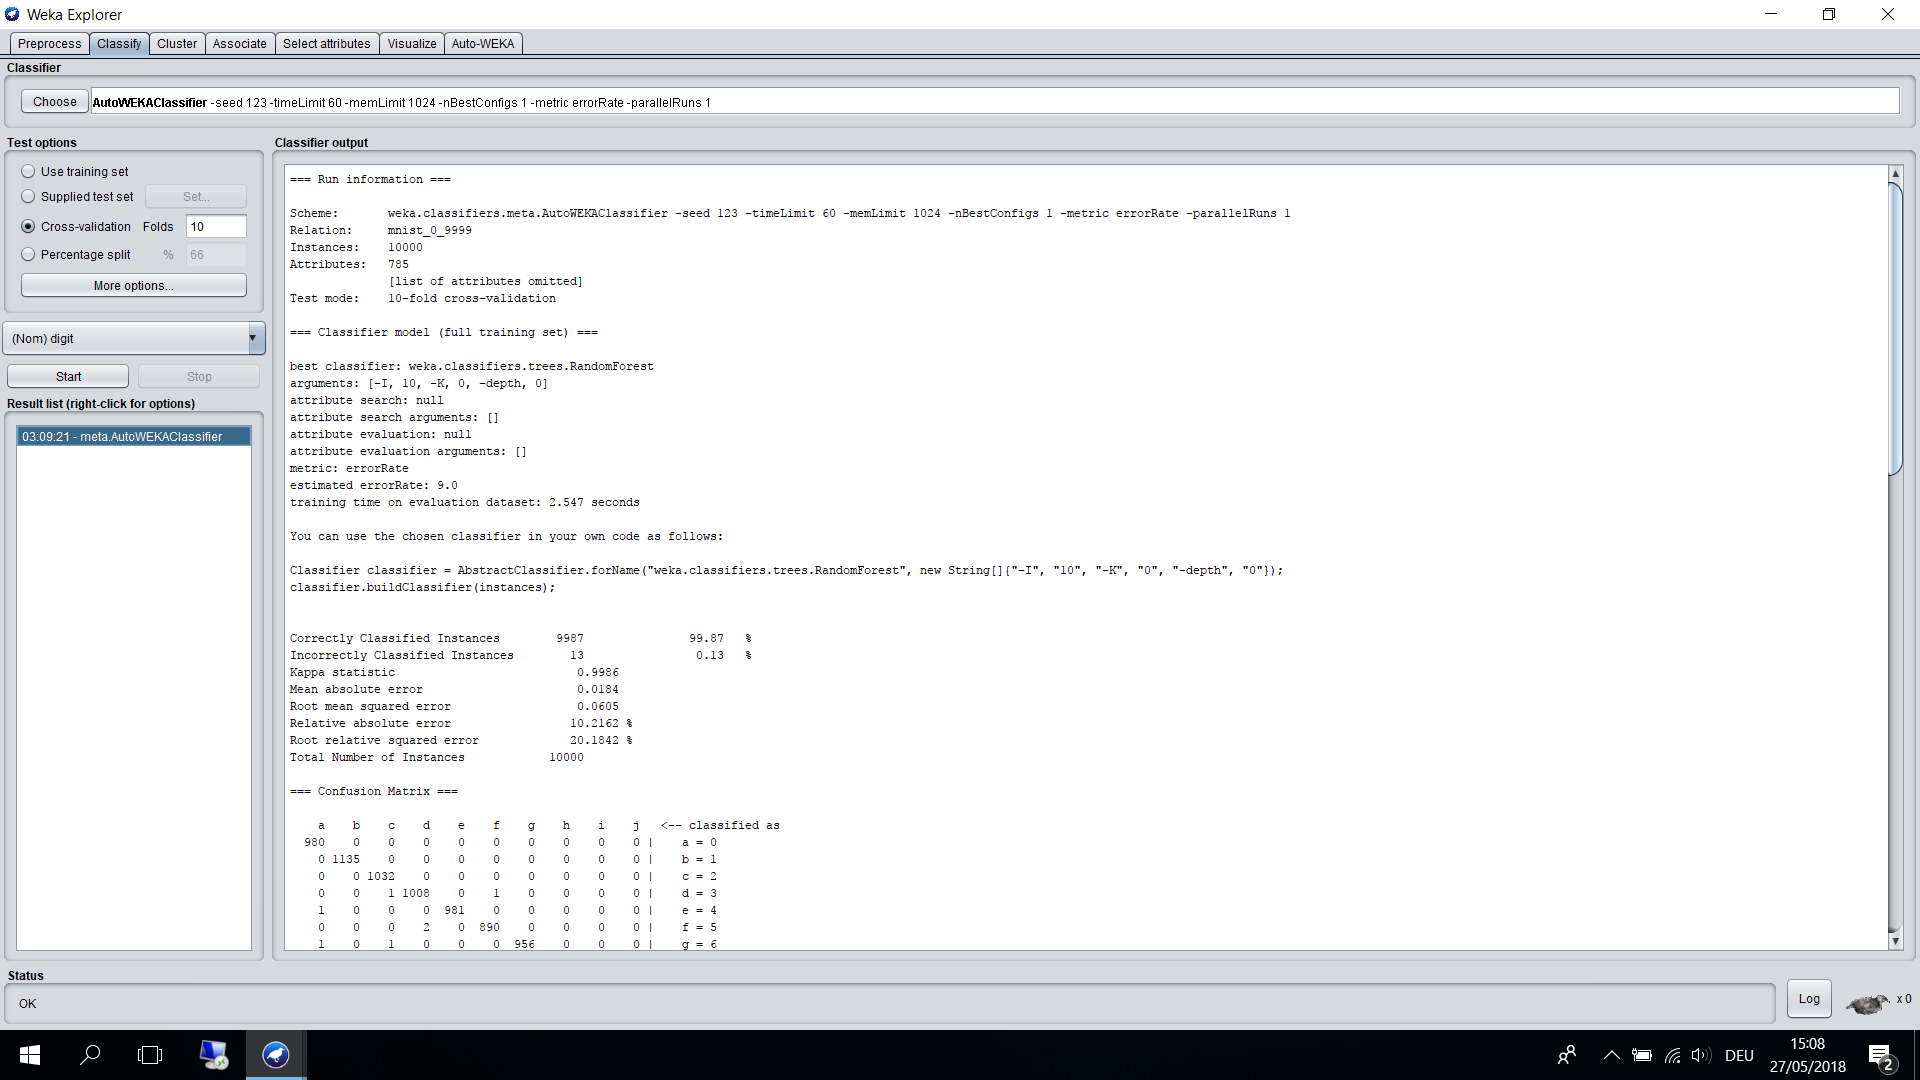 Weka Explorer
Preprocess Classify Cluster Associate Select attributes Visualize Auto-WEKA
Classifier
Choose AutoWEKAClassifier -seed 123 -timeLimit 60 -memLimit 1024 -nBestConfigs 1 -metric errorRate -parallelRuns 1
Test options
Use training set
Supplied test set Set...
Cross-validation Folds 10
Percentage split % 66
More options...
(Nom) digit
Start Stop
Result list (right-click for options)
03:09:21 - meta.AutoWEKAClassifier
Classifier output
=== Run information ===
Scheme: weka.classifiers.meta.AutoWEKAClassifier -seed 123 -timeLimit 60 -memLimit 1024 -nBestConfigs 1 -metric errorRate -parallelRuns 1
Relation: mnist_0_9999
Instances: 10000
Attributes: 785
[list of attributes omitted]
Test mode: 10-fold cross-validation
=== Classifier model (full training set) ===
best classifier: weka.classifiers.trees.RandomForest
arguments: [-I, 10, -K, 0, -depth, 0]
attribute search: null
attribute search arguments: []
attribute evaluation: null
attribute evaluation arguments: []
metric: errorRate
estimated errorRate: 9.0
training time on evaluation dataset: 2.547 seconds
You can use the chosen classifier in your own code as follows:
Classifier classifier = AbstractClassifier.forName("weka.classifiers.trees.RandomForest", new String[]{"-I", "10", "-K", "0", "-depth", "0"});
classifier.buildClassifier(instances);
Correctly Classified Instances 9987 99.87 %
Incorrectly Classified Instances 13 0.13 %
Kappa statistic 0.9986
Mean absolute error 0.0184
Root mean squared error 0.0605
Relative absolute error 10.2162 %
Root relative squared error 20.1842 %
Total Number of Instances 10000
=== Confusion Matrix ===
a b c d e f g h i j <-- classified as
980 0 0 0 0 0 0 0 0 0 | a = 0
0 1135 0 0 0 0 0 0 0 0 | b = 1
0 0 1032 0 0 0 0 0 0 0 | c = 2
0 0 1 1008 0 1 0 0 0 0 | d = 3
1 0 0 0 981 0 0 0 0 0 | e = 4
0 0 0 2 0 890 0 0 0 0 | f = 5
1 0 1 0 0 0 956 0 0 0 | g = 6
Status
OK
Log x 0
DEU
15:08
27/05/2018
2